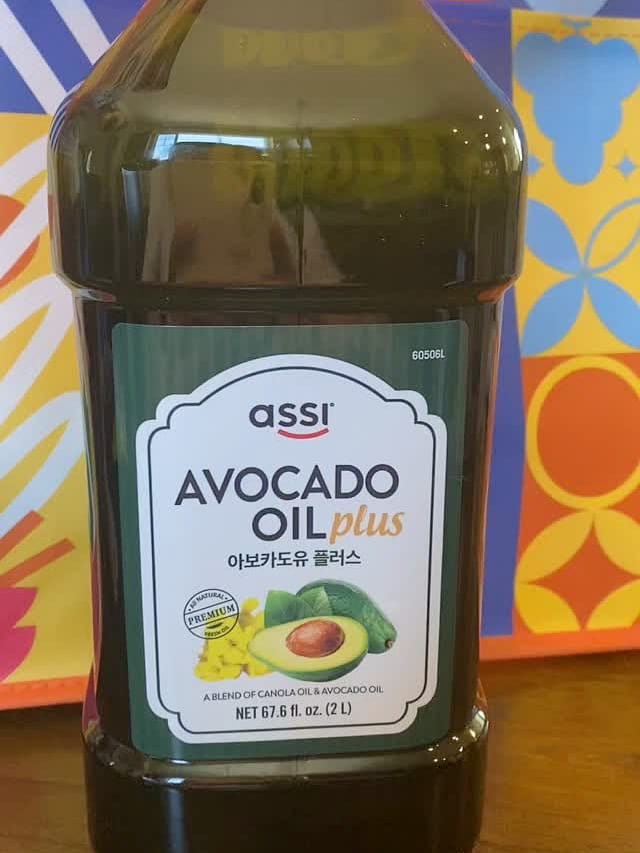 60506L
assi
AVOCADO
OIL plus
아보카도유 플러스
PREMIUM
A BLEND OF CANOLA OIL & AVOCADO OIL
NET 67.6 fl. oz. (2 L)